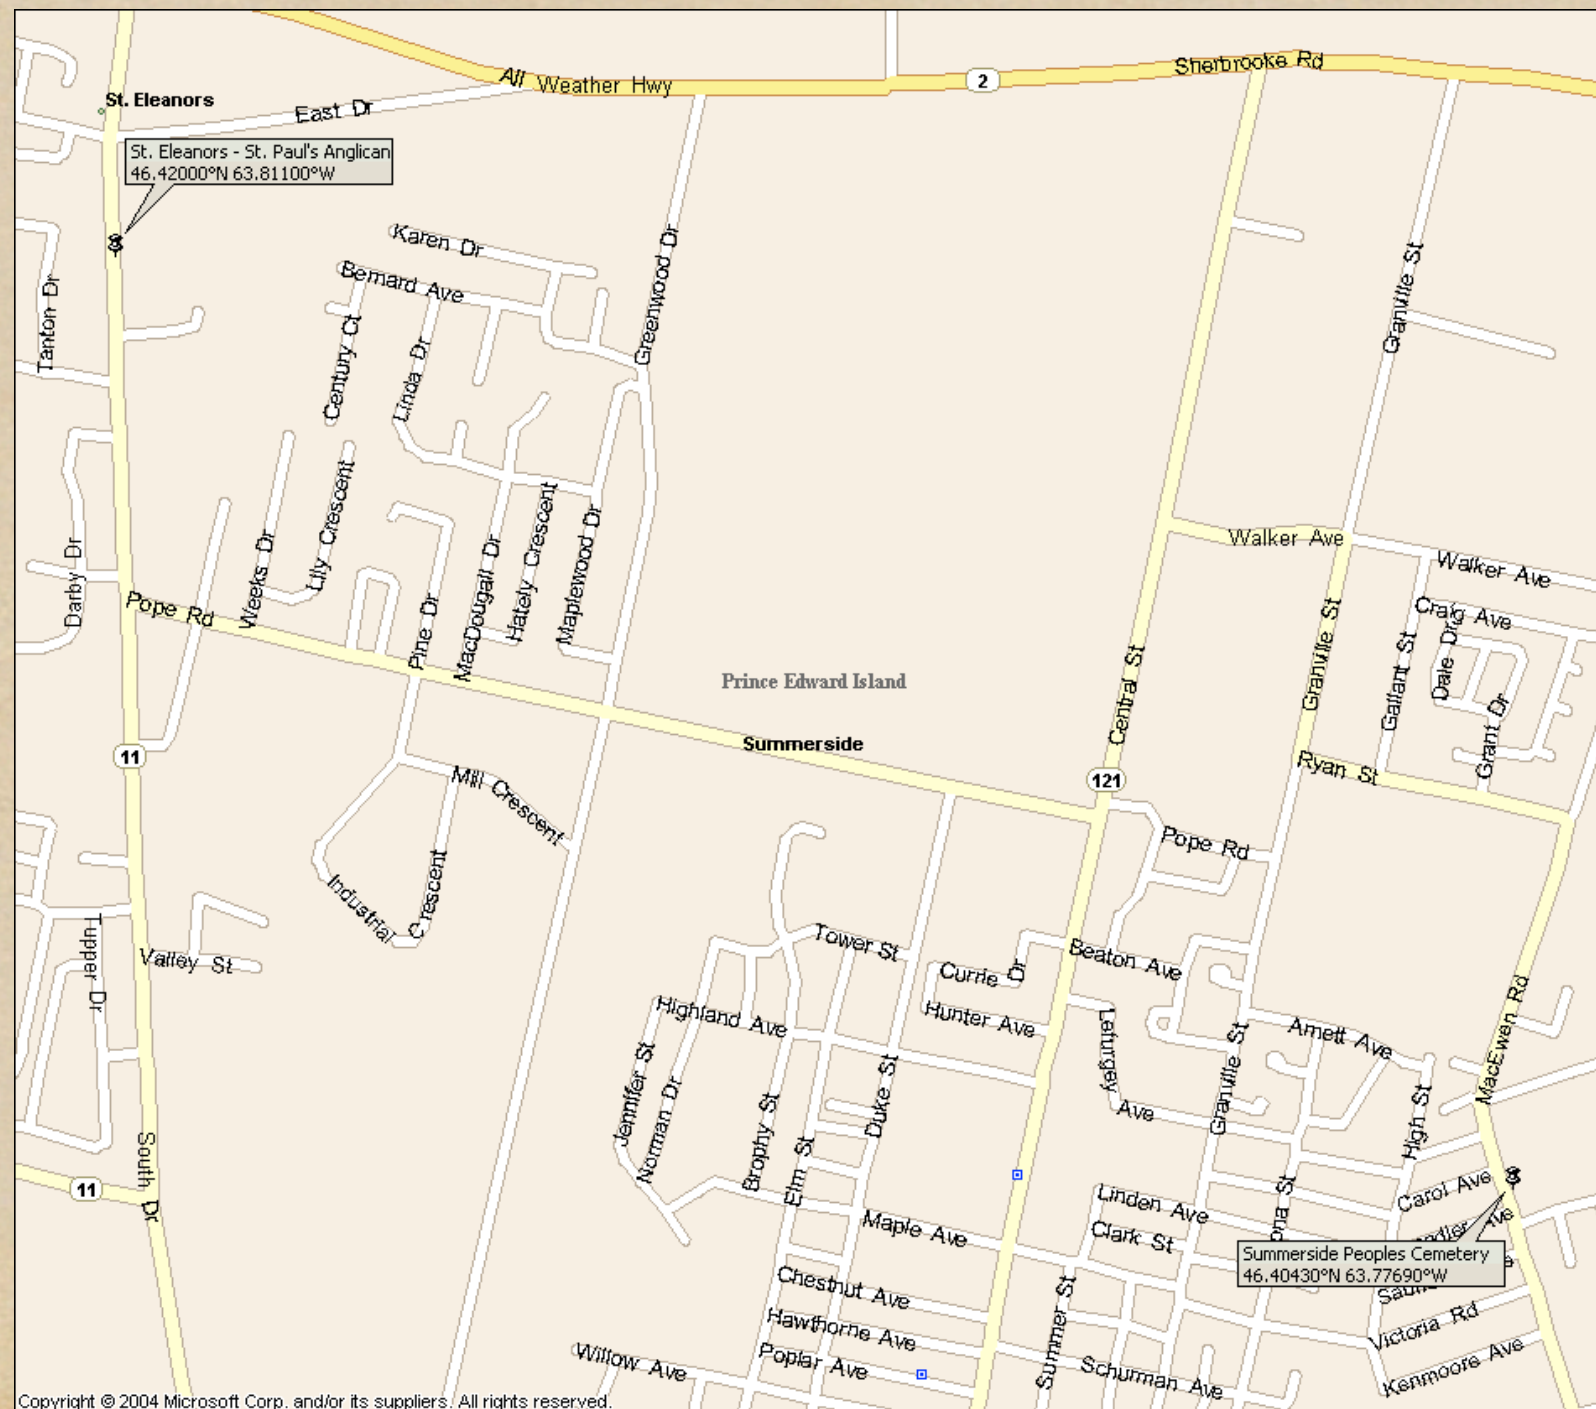 All Weather Hwy
2
Sherbrooke Rd
St. Eleanors
East Dr
St. Eleanors - St. Paul's Anglican
46.42000°N 63.81100°W
Karen Dr
Bernard Ave
Greenwood Dr
Granville St
Tanton Dr
Century Ct
Linda Dr
Lily Crescent
Weeks Dr
Hately Crescent
Maplewood Dr
MacDougall Dr
Pine Dr
Darby Dr
Pope Rd
Walker Ave
Walker Ave
Craig Ave
Dale Dr
Gallant St
Granville St
Grant Dr
Central St
Prince Edward Island
Summerside
11
121
Ryan St
Mill Crescent
Pope Rd
Industrial Crescent
Tupper Dr
Valley St
Tower St
Currie Dr
Beaton Ave
Hunter Ave
Highland Ave
Lefurgey Ave
Arnett Ave
MacEwen Rd
Jennifer St
Norman Dr
Brophy St
Elm St
Duke St
Granville St
High St
South Dr
11
Maple Ave
Linden Ave
Clark St
Carol Ave
Summerside Peoples Cemetery
46.40430°N 63.77690°W
Chestnut Ave
Hawthorne Ave
Poplar Ave
Willow Ave
Summer St
Schurman Ave
Victoria Rd
Kenmoore Ave
Copyright © 2004 Microsoft Corp. and/or its suppliers. All rights reserved.